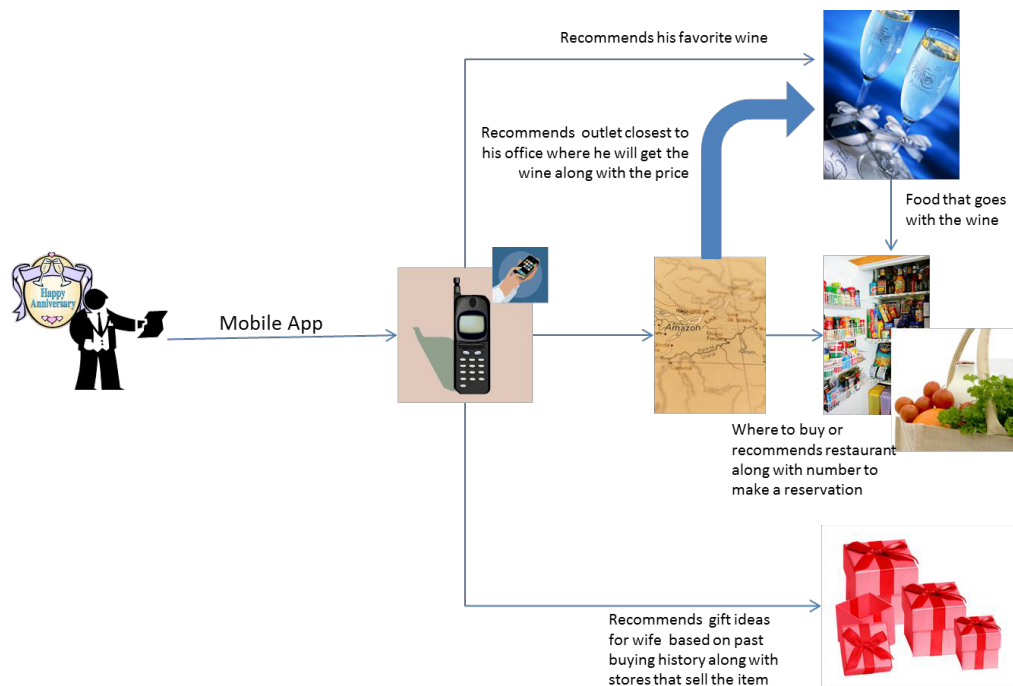 Recommends his favorite wine
Recommends outlet closest to
his office where he will get the
wine along with the price
Food that goes
with the wine
Happy
Anniversary
Mobile App
Amazon
Where to buy or
recommends restaurant
along with number to
make a reservation
Recommends gift ideas
for wife based on past
buying history along with
stores that sell the item